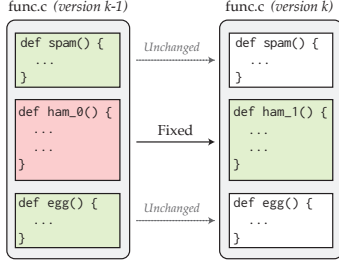 func.c (version k-1)
func.c (version k)
def spam() {
...
}
Unchanged
def spam() {
...
}
def ham_0() {
...
...
}
Fixed
def ham_1() {
...
...
}
def egg() {
...
}
Unchanged
def egg() {
...
}